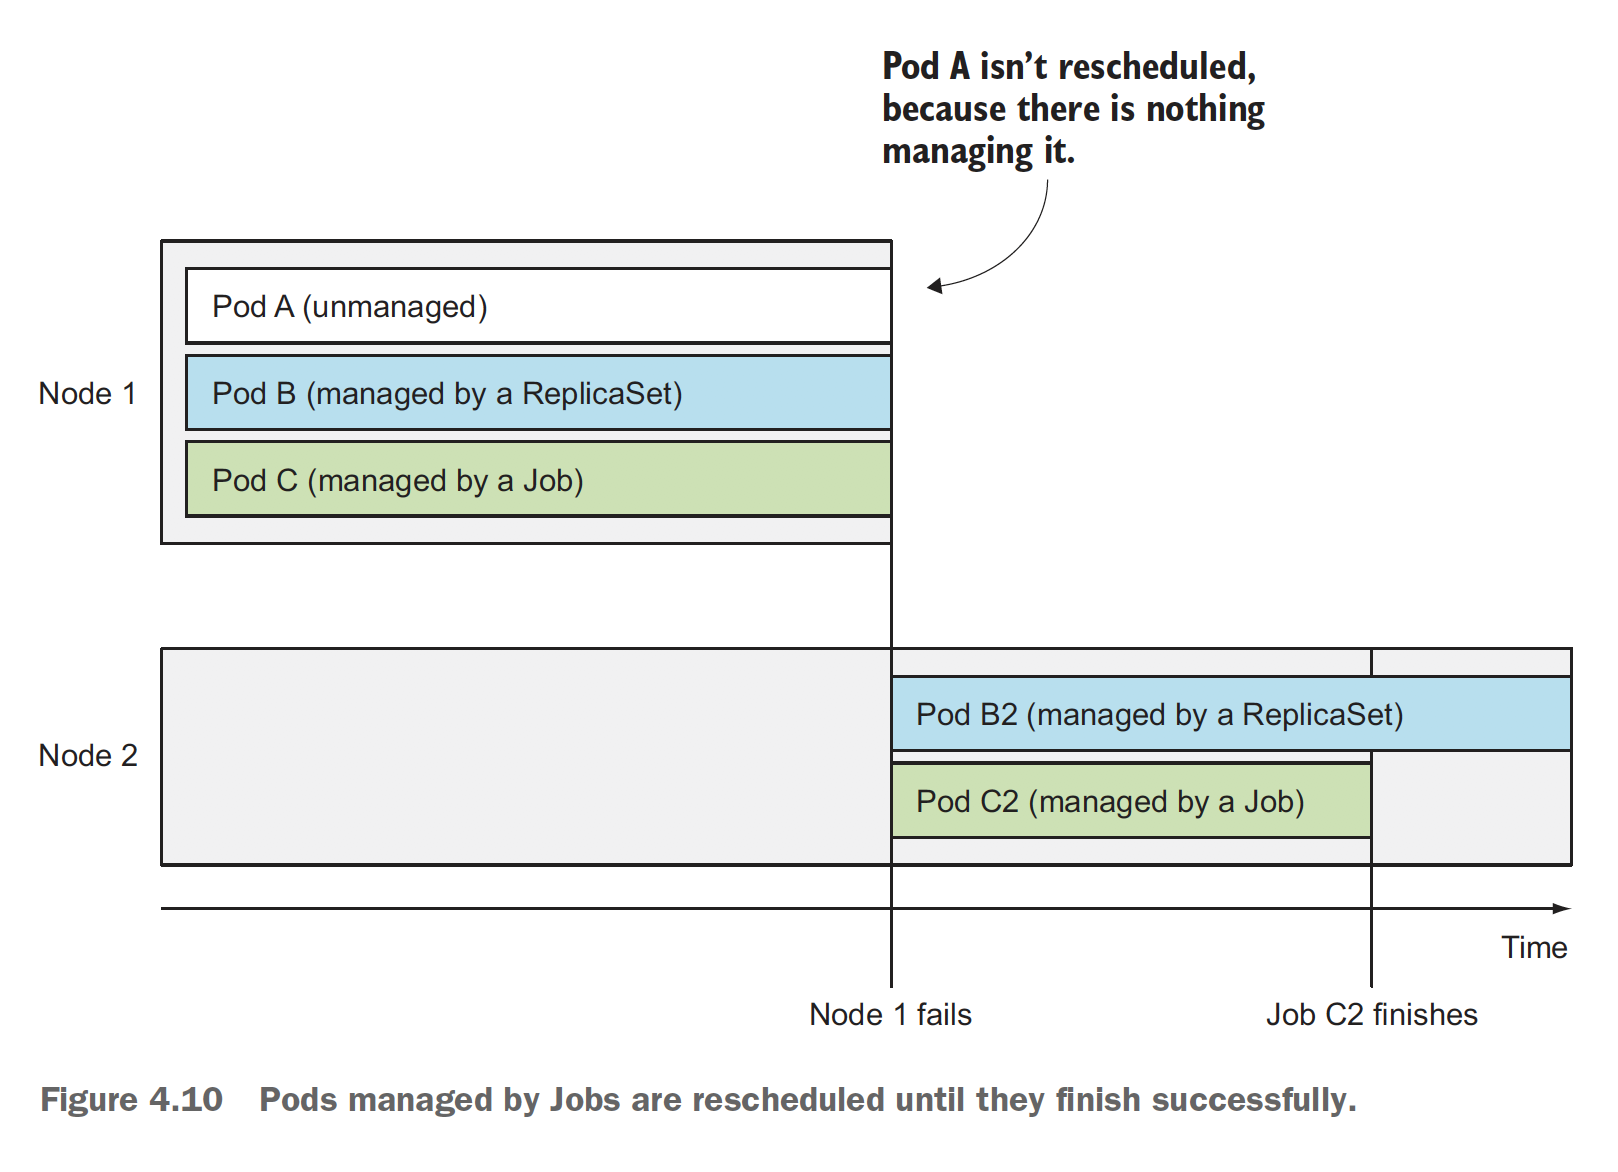 Pod A isn't rescheduled,
because there is nothing
managing it.
Pod A (unmanaged)
Node 1
Pod B (managed by a ReplicaSet)
Pod C (managed by a Job)
Pod B2 (managed by a ReplicaSet)
Node 2
Pod C2 (managed by a Job)
Time
Node 1 fails
Job C2 finishes
Figure 4.10 Pods managed by Jobs are rescheduled until they finish successfully.